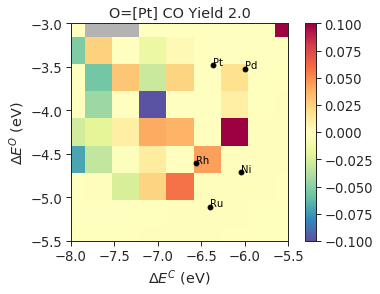 O=[Pt] CO Yield 2.0
ΔE^O (eV)
−3.0
−3.5
−4.0
−4.5
−5.0
−5.5
Pt
Pd
Rh
Ni
Ru
−8.0 −7.5 −7.0 −6.5 −6.0 −5.5
ΔE^C (eV)
0.100
0.075
0.050
0.025
0.000
−0.025
−0.050
−0.075
−0.100